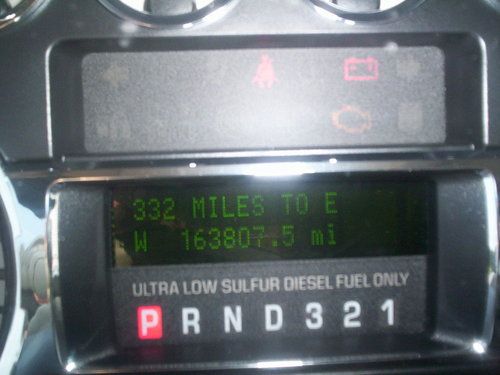 332 MILES TO E
W 163807.5 mi
ULTRA LOW SULFUR DIESEL FUEL ONLY
P R N D 3 2 1